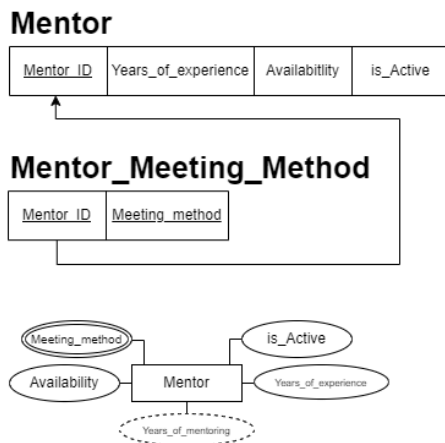 Mentor
Mentor_ID Years_of_experience Availabitlity is_Active
Mentor_Meeting_Method
Mentor_ID Meeting_method
Meeting_method is_Active
Availability Mentor Years_of_experience
Years_of_mentoring